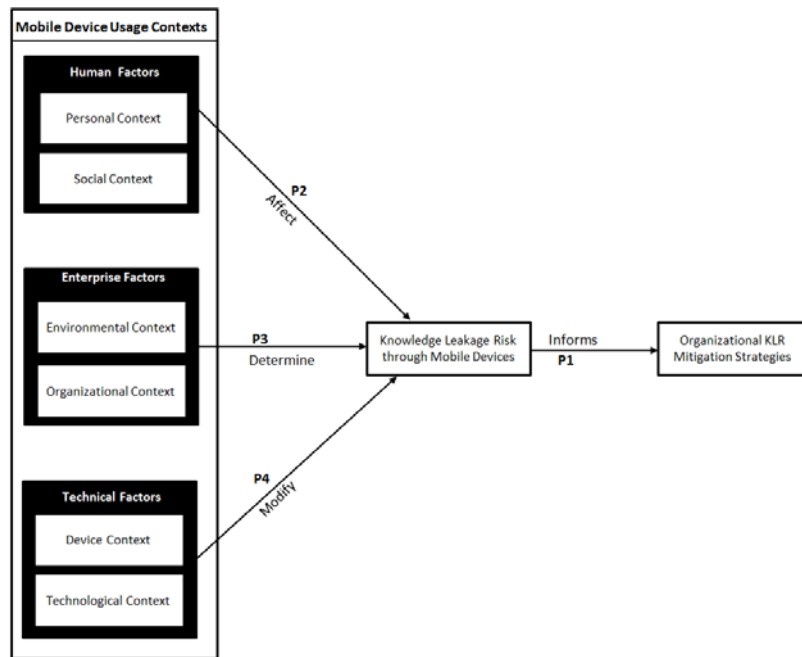 Mobile Device Usage Contexts
Human Factors
Personal Context
Social Context
P2
Affect
Enterprise Factors
Environmental Context
Organizational Context
P3
Determine
Knowledge Leakage Risk
through Mobile Devices
Informs
P1
Organizational KLR
Mitigation Strategies
Technical Factors
Device Context
Technological Context
P4
Modify